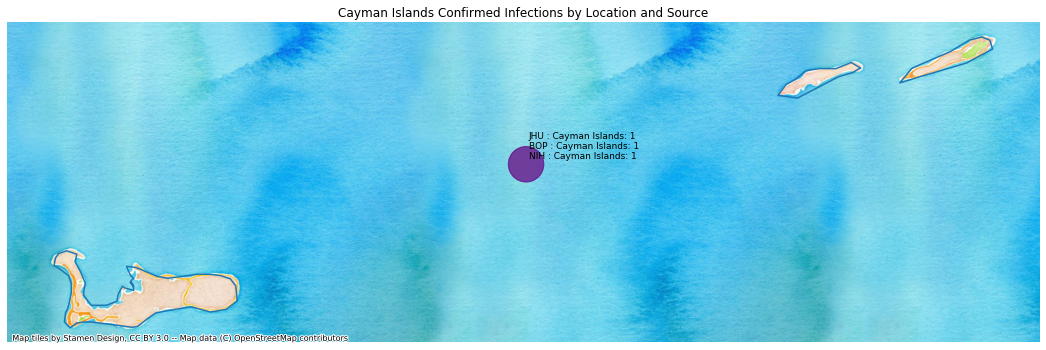 Cayman Islands Confirmed Infections by Location and Source
JHU : Cayman Islands: 1
BOP : Cayman Islands: 1
NIH : Cayman Islands: 1
Map tiles by Stamen Design, CC BY 3.0 -- Map data (C) OpenStreetMap contributors